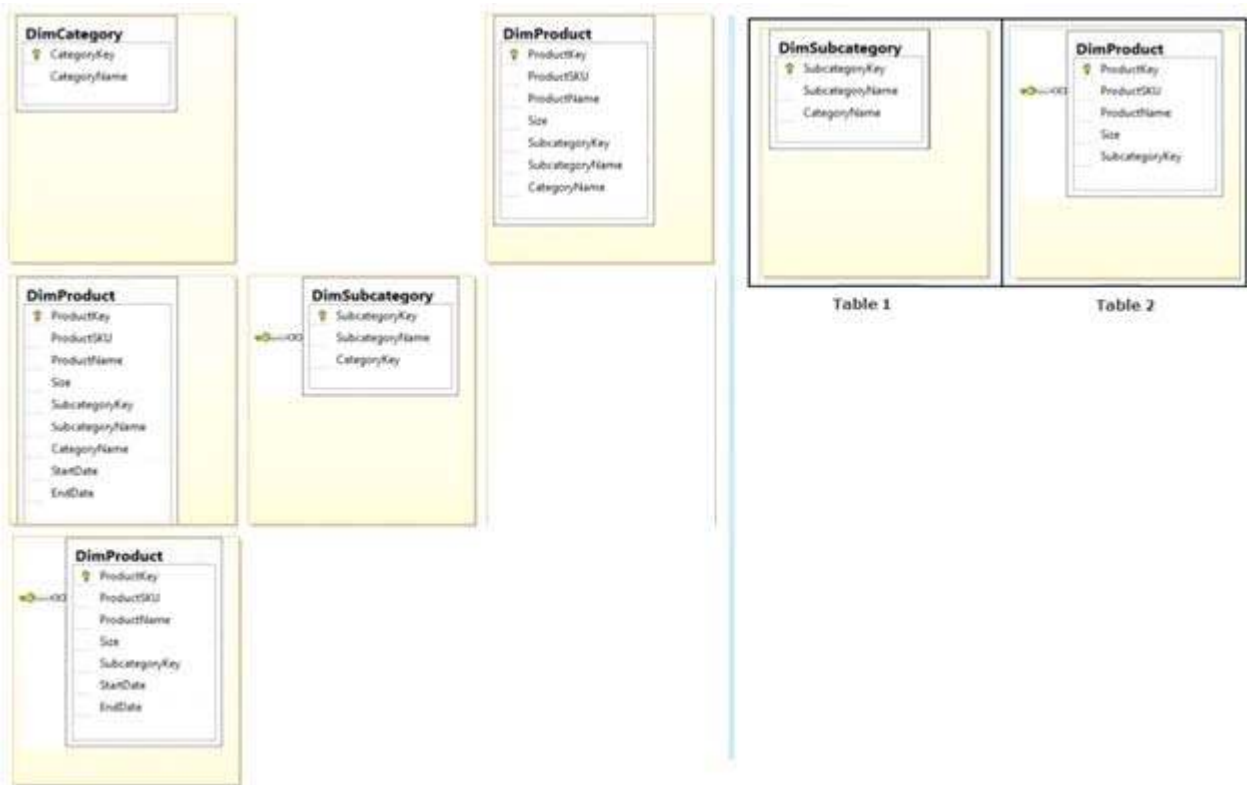 DimCategory
CategoryKey
CategoryName
DimProduct
ProductKey
ProductSKU
ProductName
Size
SubcategoryKey
SubcategoryName
CategoryName
DimProduct
ProductKey
ProductSKU
ProductName
Size
SubcategoryKey
SubcategoryName
CategoryName
StartDate
EndDate
DimSubcategory
SubcategoryKey
SubcategoryName
CategoryKey
DimProduct
ProductKey
ProductSKU
ProductName
Size
SubcategoryKey
StartDate
EndDate
DimSubcategory
SubcategoryKey
SubcategoryName
CategoryName
DimProduct
ProductKey
ProductSKU
ProductName
Size
SubcategoryKey
Table 1
Table 2